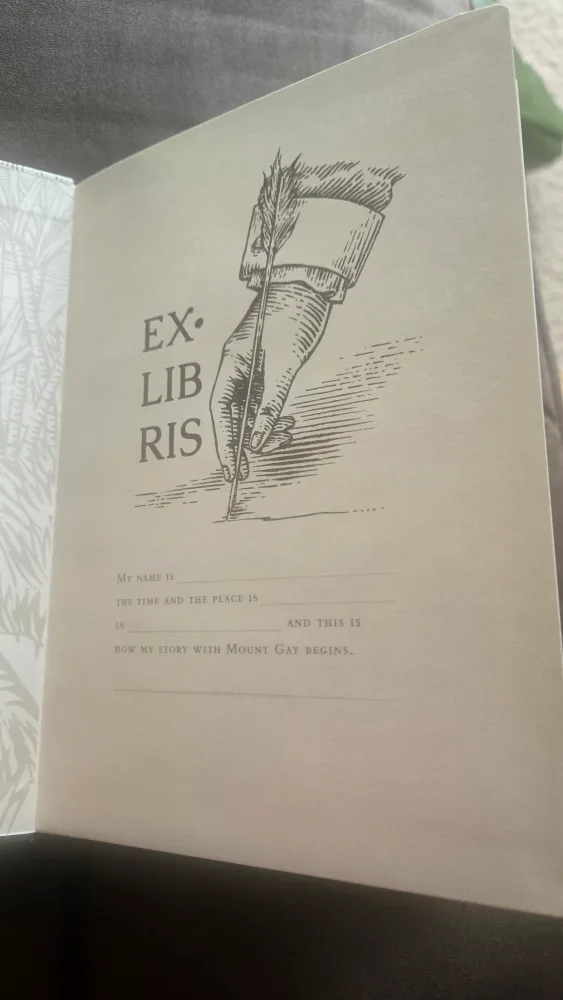 EX·
LIB
RIS
MY NAME IS
THE TIME AND THE PLACE IS
IN AND THIS IS
HOW MY STORY WITH MOUNT GAY BEGINS.